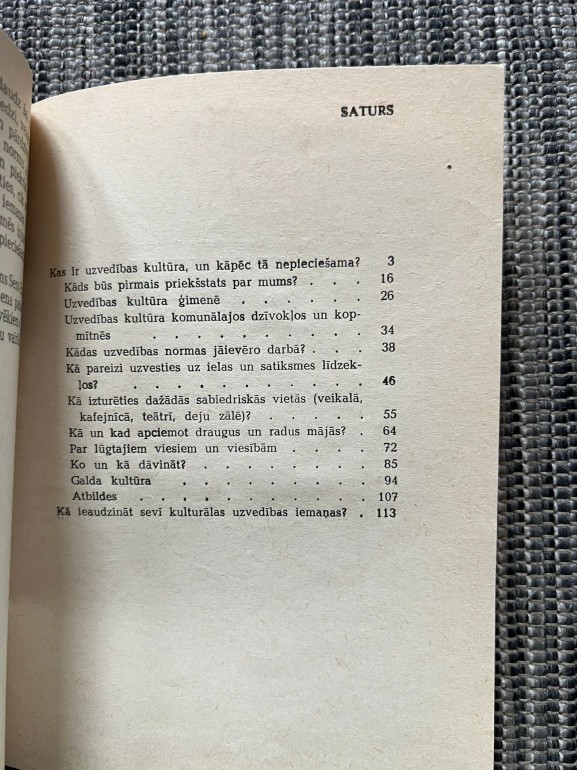 SATURS
Kas ir uzvedības kultūra, un kāpēc tā nepieciešama? 3
Kāds būs pirmais priekšstats par mums? . . . 16
Uzvedības kultūra ģimenē . . . . . 26
Uzvedības kultūra komunālajos dzīvokļos un kop-
mītnēs . . . . . . . . . . 34
Kādas uzvedības normas jāievēro darbā? . . . 38
Kā pareizi uzvesties uz ielas un satiksmes līdzek-
ļos? . . . . . . . . . 46
Kā izturēties dažādās sabiedriskās vietās (veikalā,
kafejnīcā, teātrī, deju zālē)? . . . . . 55
Kā un kad apciemot draugus un radus mājās? . 64
Par lūgtajiem viesiem un viesībām . . . . 72
Ko un kā dāvināt? . . . . . . . 85
Galda kultūra . . . . . . . 94
Atbildes . . . . . . . . . 107
Kā ieaudzināt sevī kulturālas uzvedības iemaņas? . 113